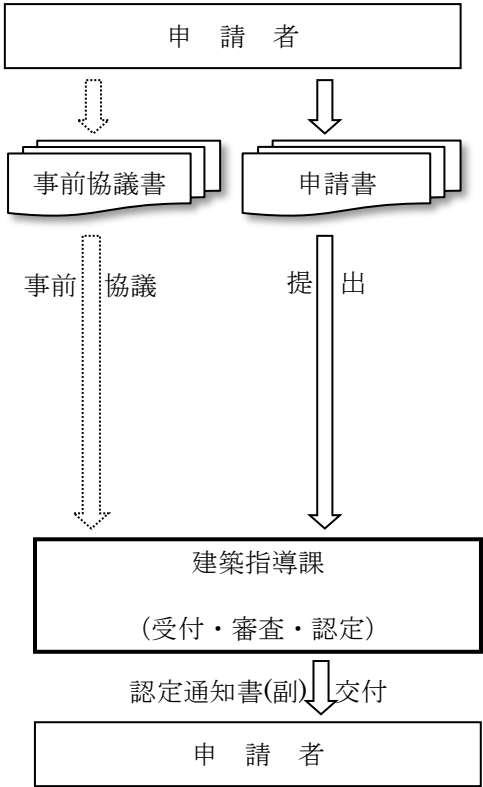 申　請　者
事前協議書
申請書
事前　協議
提　出
建築指導課
（受付・審査・認定）
認定通知書(副)　交付
申　請　者